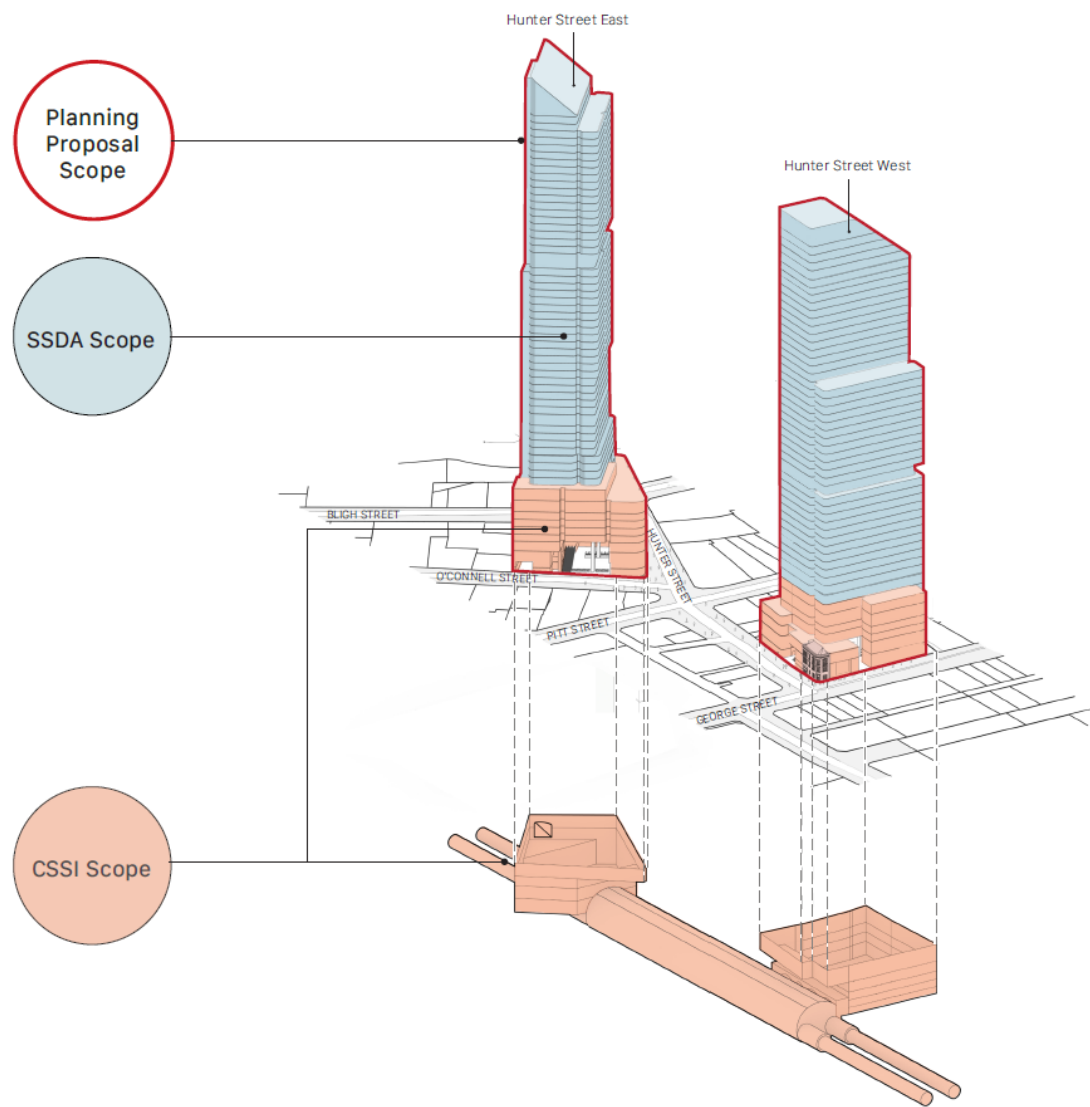 Hunter Street East
Planning
Proposal
Scope
Hunter Street West
SSDA Scope
BLIGH STREET
HUNTER STREET
O'CONNELL STREET
PITT STREET
GEORGE STREET
CSSI Scope